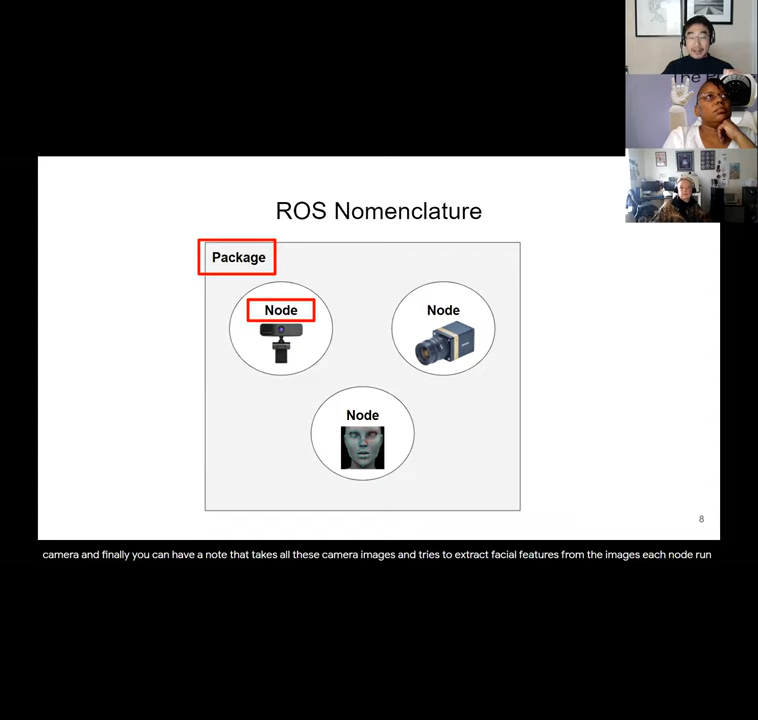 ROS Nomenclature
Package
Node
Node
Node
8
camera and finally you can have a note that takes all these camera images and tries to extract facial features from the images each node run